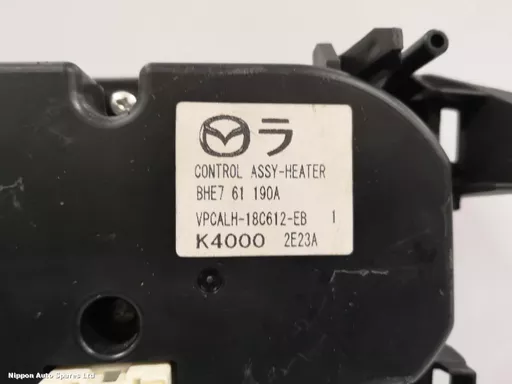 ラ
CONTROL ASSY-HEATER
BHE7 61 190A
VPCALH-18C612-EB 1
K4000 2E23A
Nippon Auto Spares Ltd